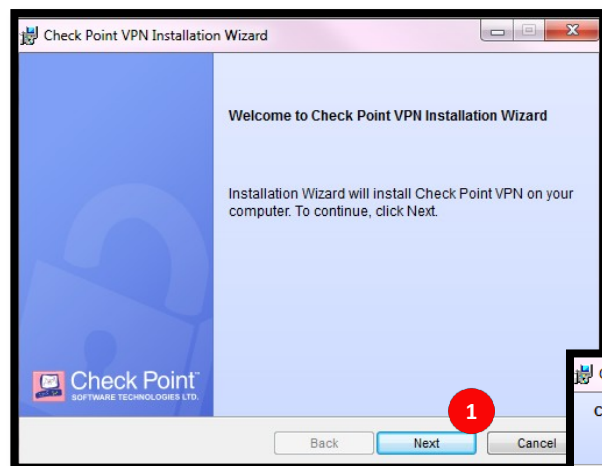 Check Point VPN Installation Wizard
Welcome to Check Point VPN Installation Wizard
Installation Wizard will install Check Point VPN on your
computer. To continue, click Next.
Check Point™
SOFTWARE TECHNOLOGIES LTD.
1
Back Next Cancel